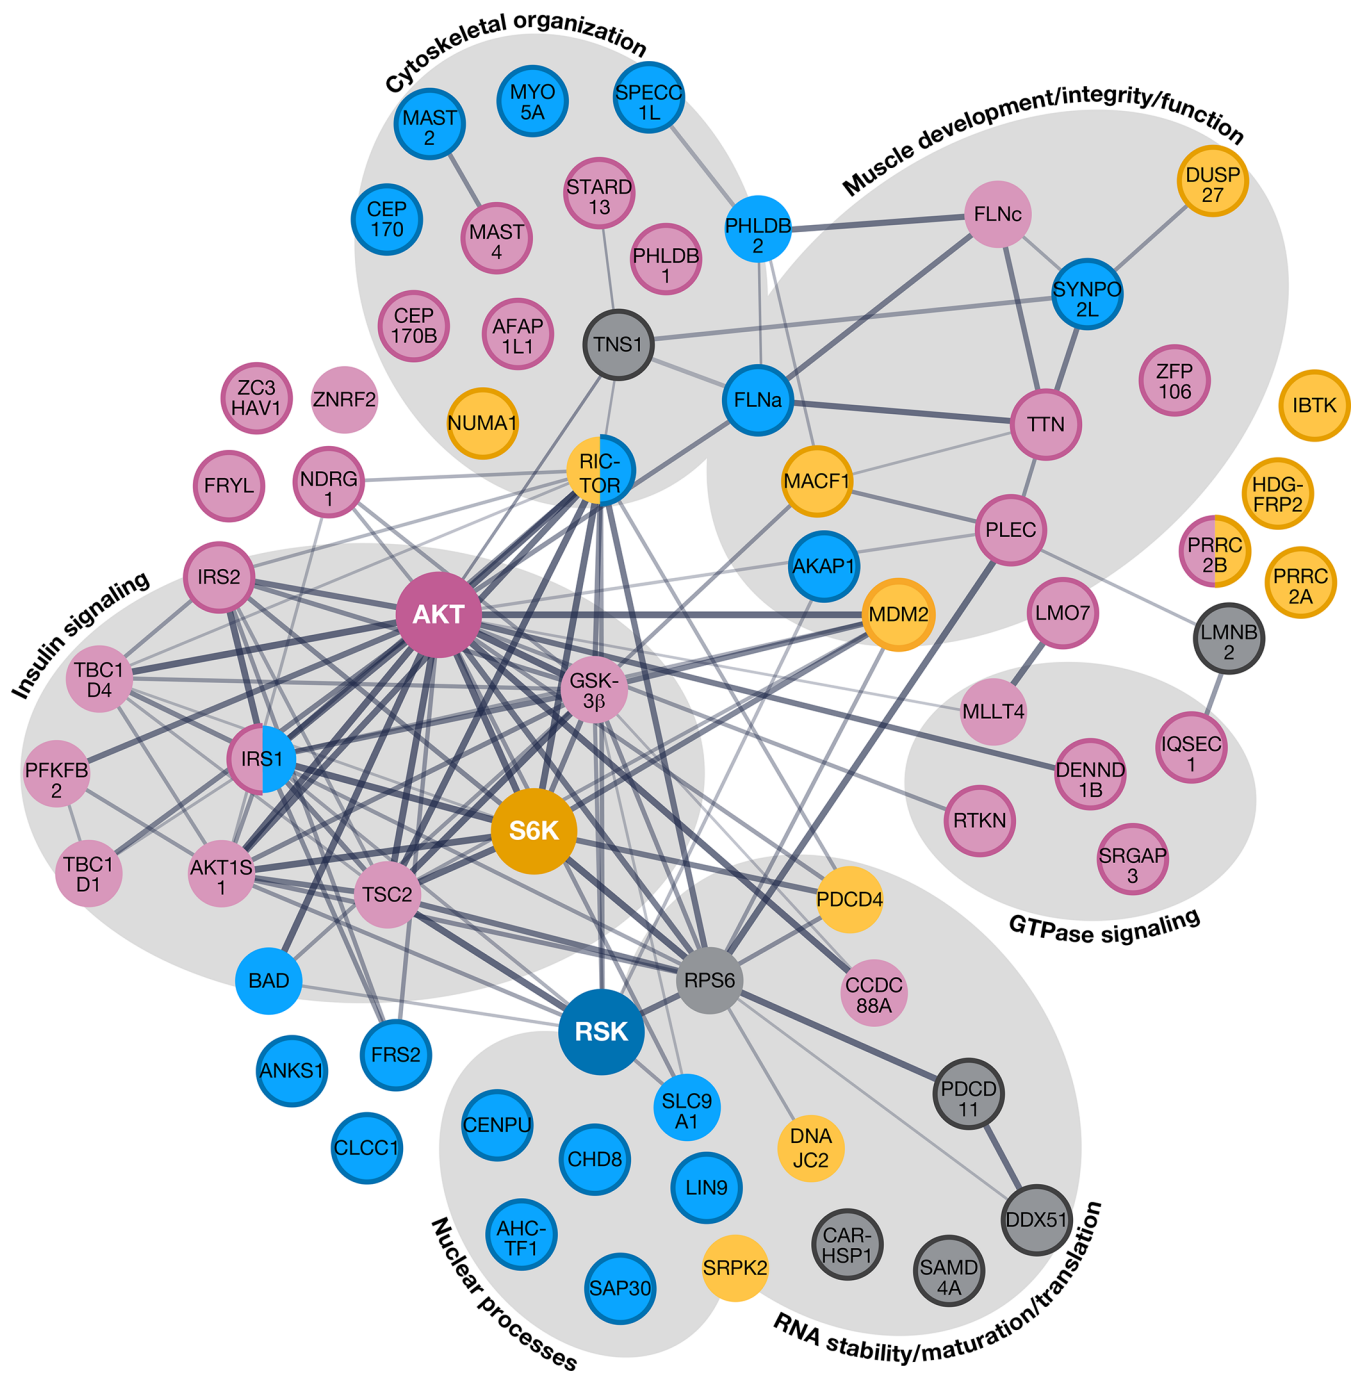 Cytoskeletal organization
MYO
5A
SPECC
1L
MAST
2
Muscle development/integrity/function
DUSP
27
STARD
13
CEP
170
MAST
4
PHLDB
2
FLNc
PHLDB
1
SYNPO
2L
CEP
170B
AFAP
1L1
TNS1
ZC3
HAV1
ZNRF2
FLNa
ZFP
106
IBTK
NUMA1
TTN
RIC-
TOR
FRYL
NDRG
1
MACF1
HDG-
FRP2
PLEC
PRRC
2B
PRRC
2A
Insulin signaling
IRS2
AKAP1
AKT
MDM2
LMO7
LMNB
2
TBC1
D4
GSK-
3β
MLLT4
IQSEC
1
PFKFB
2
IRS1
DENND
1B
RTKN
S6K
TBC1
D1
AKT1S
1
TSC2
SRGAP
3
PDCD4
GTPase signaling
BAD
RPS6
CCDC
88A
RSK
ANKS1
FRS2
PDCD
11
SLC9
A1
CENPU
CLCC1
CHD8
DNA
JC2
LIN9
DDX51
AHC-
TF1
CAR-
HSP1
SRPK2
SAMD
4A
SAP30
Nuclear processes
RNA stability/maturation/translation